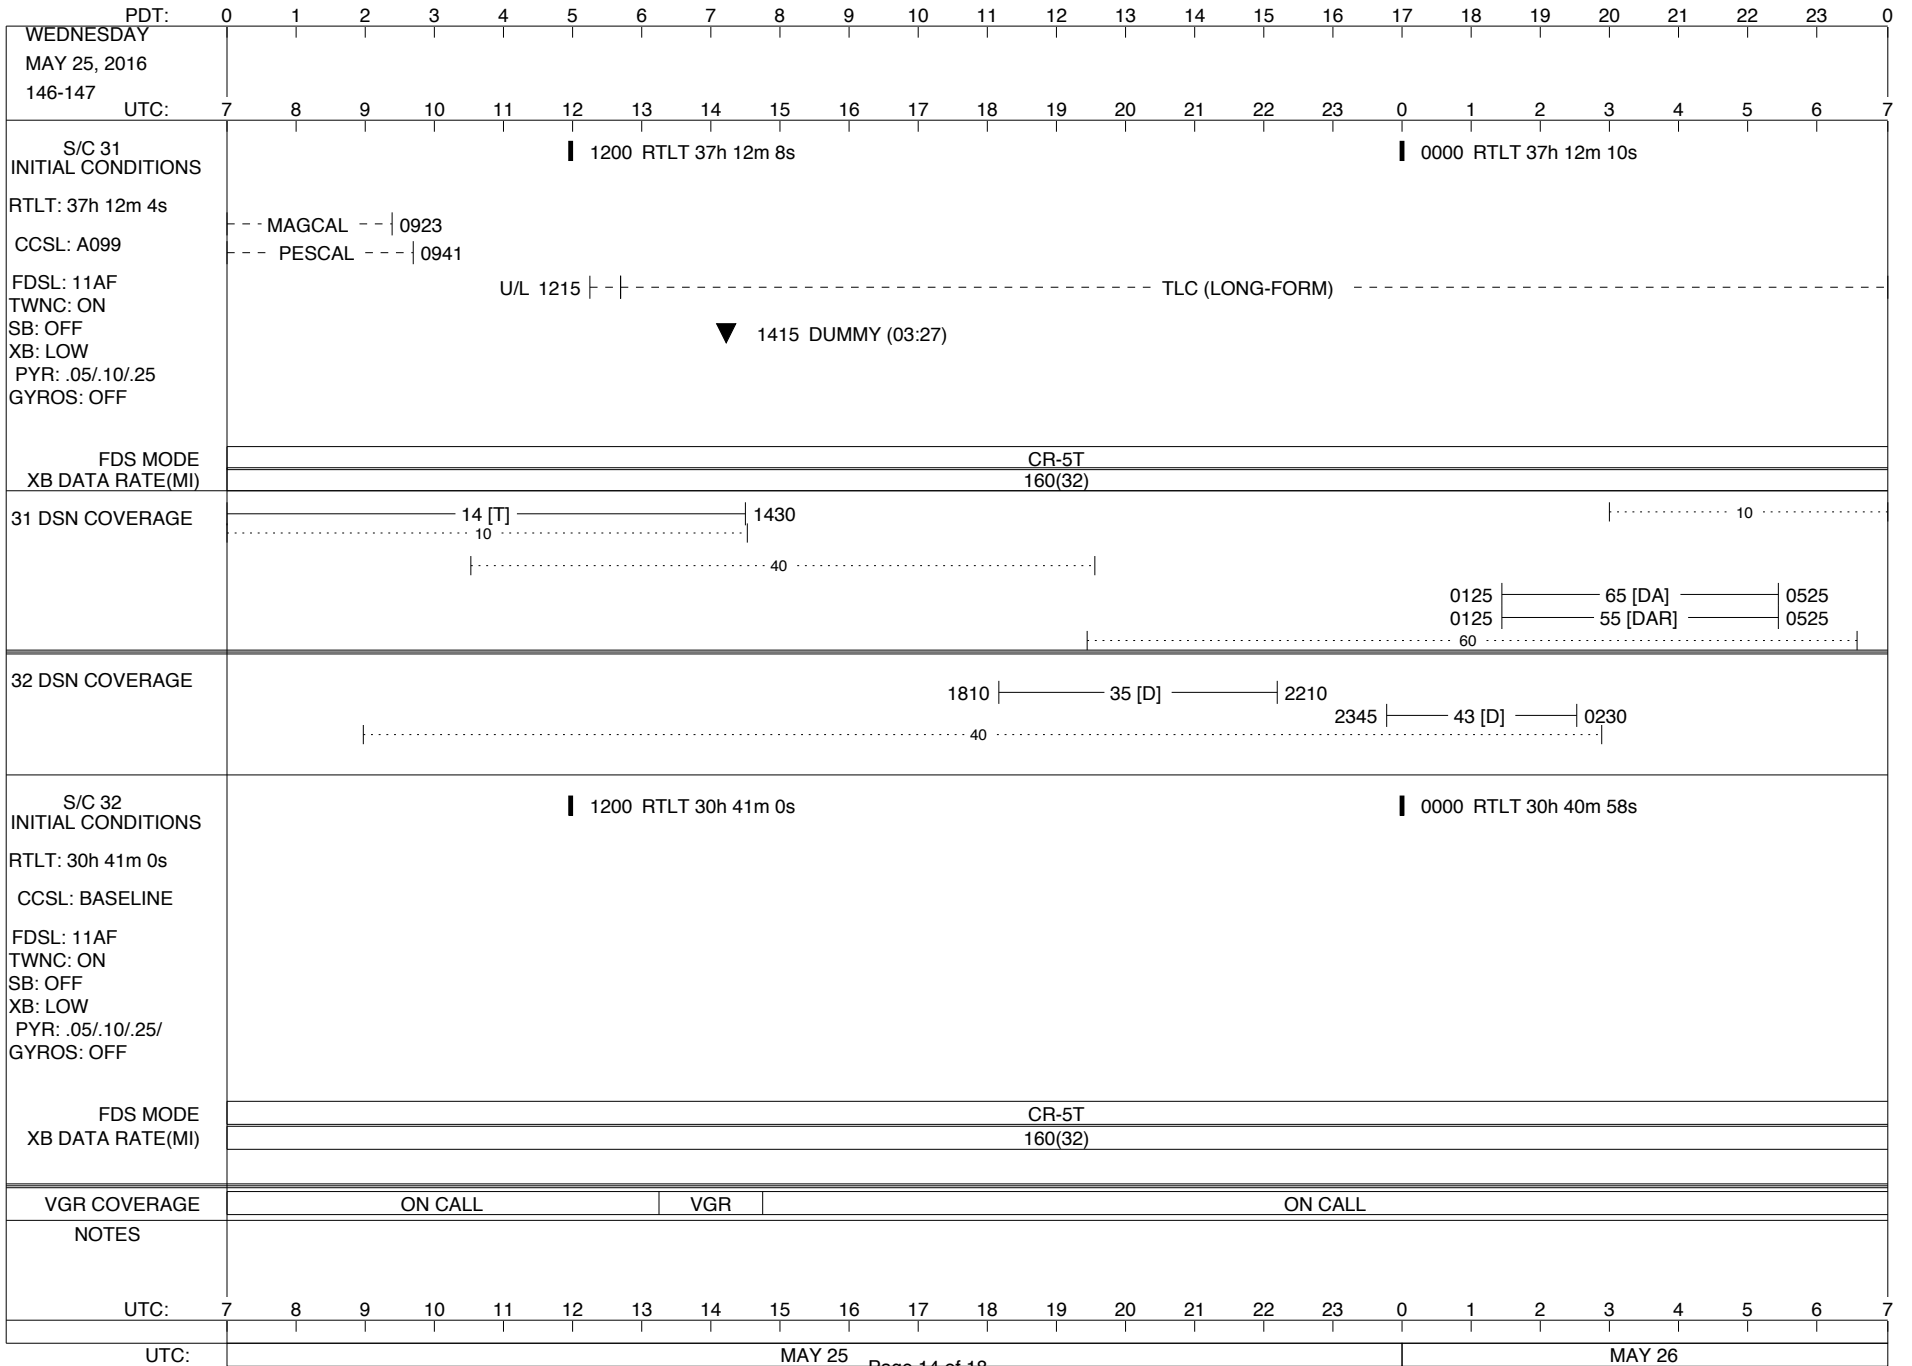 PDT: 0 1 2 3 4 5 6 7 8 9 10 11 12 13 14 15 16 17 18 19 20 21 22 23 0
WEDNESDAY
MAY 25, 2016
146-147
UTC: 7 8 9 10 11 12 13 14 15 16 17 18 19 20 21 22 23 0 1 2 3 4 5 6 7
S/C 31
INITIAL CONDITIONS
1200 RTLT 37h 12m 8s
0000 RTLT 37h 12m 10s
RTLT: 37h 12m 4s
MAGCAL 0923
CCSL: A099
PESCAL 0941
FDSL: 11AF
U/L 1215
TLC (LONG-FORM)
TWNC: ON
SB: OFF
1415 DUMMY (03:27)
XB: LOW
PYR: .05/.10/.25
GYROS: OFF
FDS MODE CR-5T
XB DATA RATE(MI) 160(32)
31 DSN COVERAGE
14 [T] 1430
10
10
40
0125 65 [DA] 0525
0125 55 [DAR] 0525
60
32 DSN COVERAGE
1810 35 [D] 2210
2345 43 [D] 0230
40
S/C 32
INITIAL CONDITIONS
1200 RTLT 30h 41m 0s
0000 RTLT 30h 40m 58s
RTLT: 30h 41m 0s
CCSL: BASELINE
FDSL: 11AF
TWNC: ON
SB: OFF
XB: LOW
PYR: .05/.10/.25/
GYROS: OFF
FDS MODE CR-5T
XB DATA RATE(MI) 160(32)
VGR COVERAGE ON CALL VGR ON CALL
NOTES
UTC: 7 8 9 10 11 12 13 14 15 16 17 18 19 20 21 22 23 0 1 2 3 4 5 6 7
UTC: MAY 25 MAY 26
Page 14 of 18